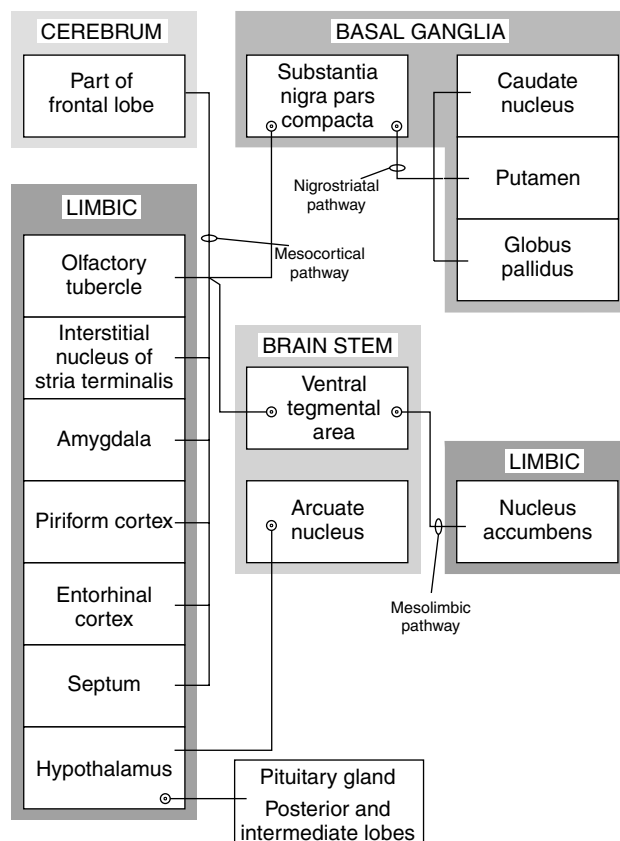 CEREBRUM
Part of
frontal lobe
BASAL GANGLIA
Substantia
nigra pars
compacta
Caudate
nucleus
Putamen
Globus
pallidus
Nigrostriatal
pathway
Mesocortical
pathway
LIMBIC
Olfactory
tubercle
Interstitial
nucleus of
stria terminalis
Amygdala
Piriform cortex
Entorhinal
cortex
Septum
Hypothalamus
BRAIN STEM
Ventral
tegmental
area
Arcuate
nucleus
LIMBIC
Nucleus
accumbens
Mesolimbic
pathway
Pituitary gland
Posterior and
intermediate lobes